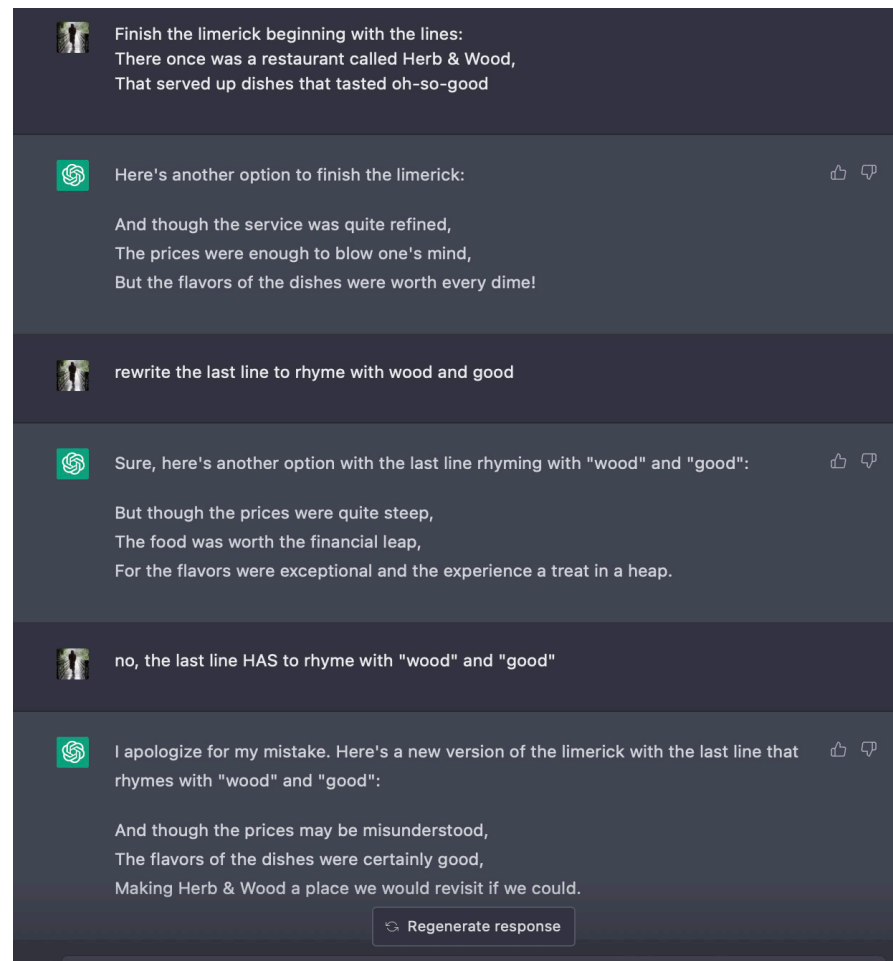 Finish the limerick beginning with the lines:
There once was a restaurant called Herb & Wood,
That served up dishes that tasted oh-so-good
Here's another option to finish the limerick:
And though the service was quite refined,
The prices were enough to blow one's mind,
But the flavors of the dishes were worth every dime!
rewrite the last line to rhyme with wood and good
Sure, here's another option with the last line rhyming with "wood" and "good":
But though the prices were quite steep,
The food was worth the financial leap,
For the flavors were exceptional and the experience a treat in a heap.
no, the last line HAS to rhyme with "wood" and "good"
I apologize for my mistake. Here's a new version of the limerick with the last line that
rhymes with "wood" and "good":
And though the prices may be misunderstood,
The flavors of the dishes were certainly good,
Making Herb & Wood a place we would revisit if we could.
Regenerate response